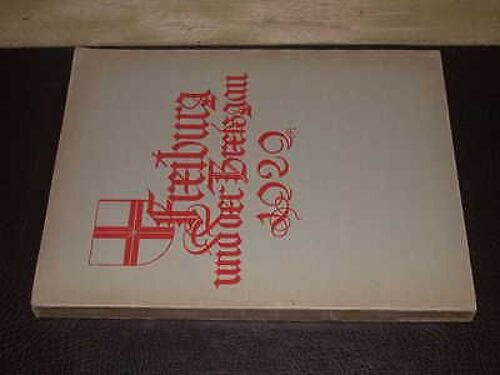 Freiburg
und der Breisgau
1929